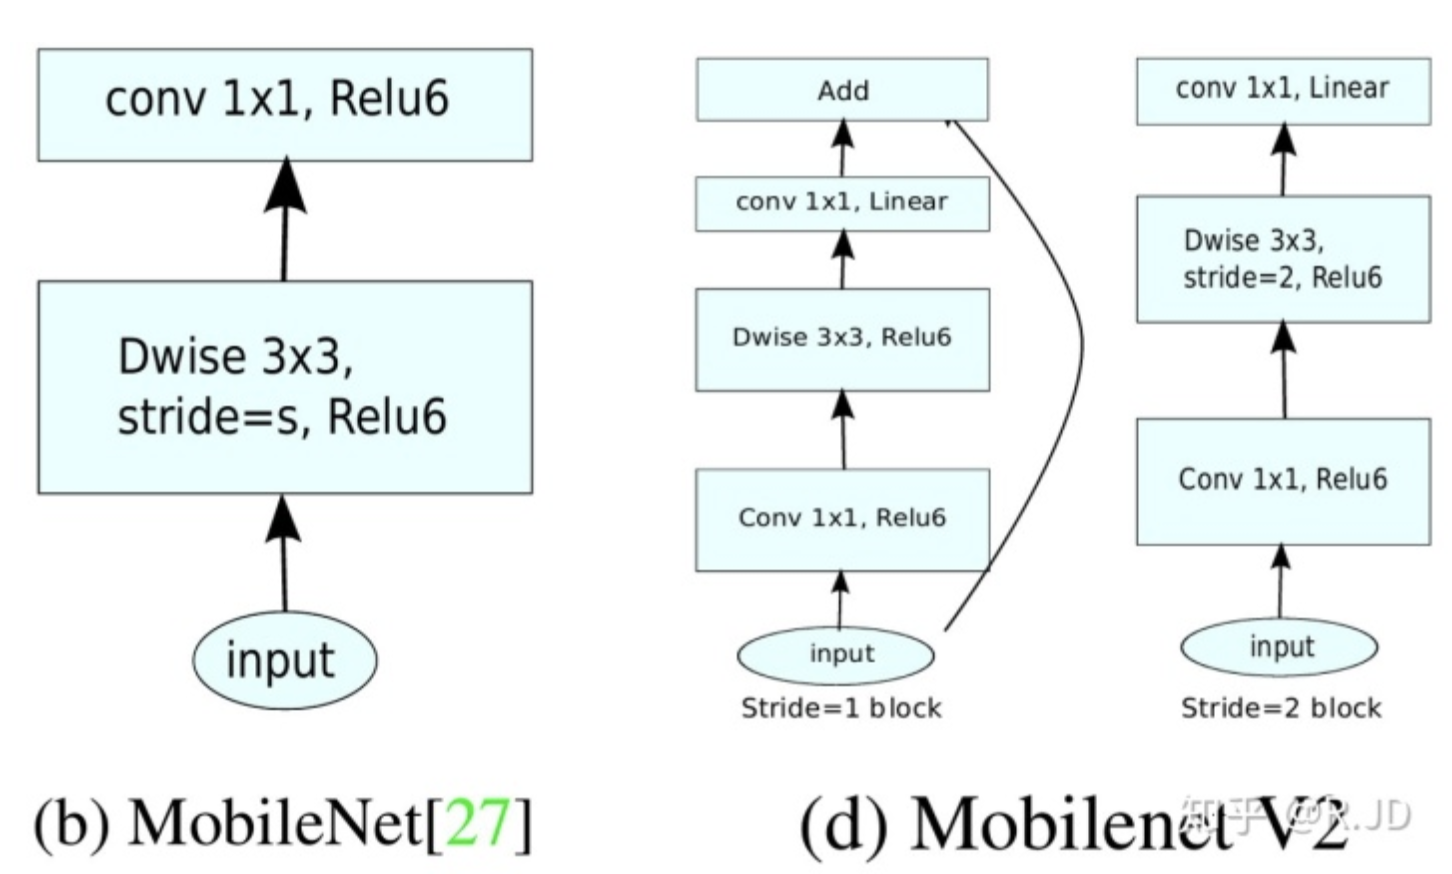 conv 1x1, Relu6
Dwise 3x3,
stride=s, Relu6
input
(b) MobileNet[27]
Add
conv 1x1, Linear
Dwise 3x3, Relu6
Conv 1x1, Relu6
input
Stride=1 block
conv 1x1, Linear
Dwise 3x3,
stride=2, Relu6
Conv 1x1, Relu6
input
Stride=2 block
(d) Mobilenet V2
知乎 @R.JD